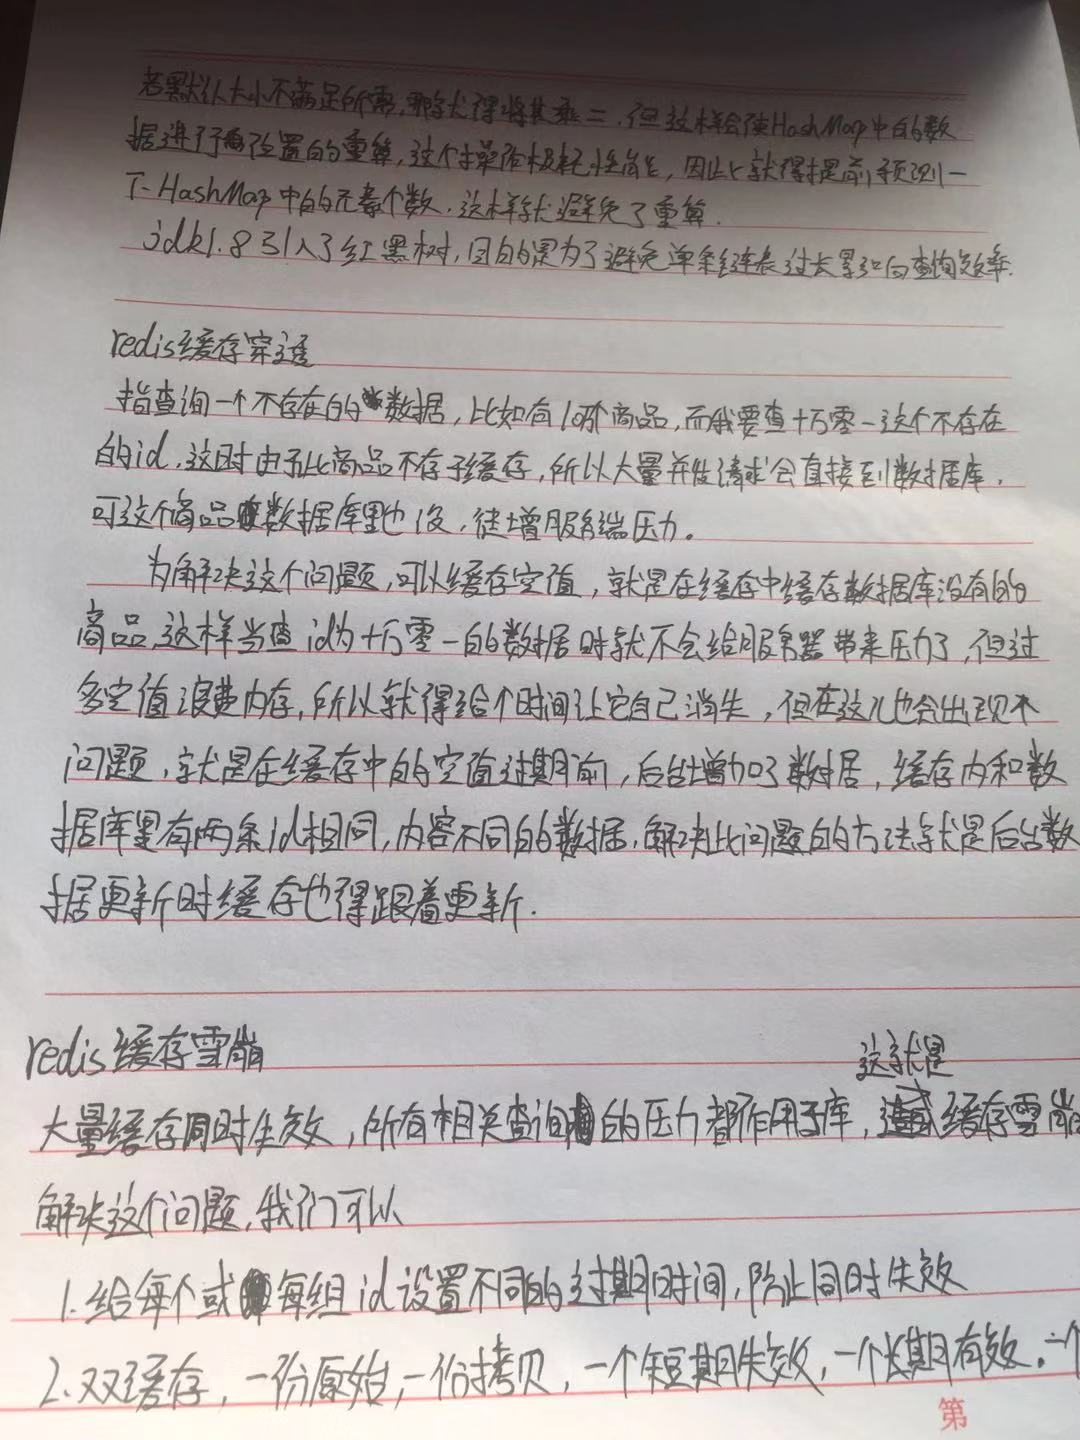 若默认大小不满足所需,那就得将其乘二,但这样会使HashMap中的数
据进行位置的重算,这个操作极耗性能,因此就得提前预测一
下HashMap中的元素个数,这样就避免了重算.
jdk1.8引入了红黑树,目的是为了避免单条链表过长影响查询效率.
redis缓存穿透
指查询一个不存在的数据,比如有10万个商品,而我要查十万零一这个不存在
的id,这时由于此商品不存于缓存,所以大量并发请求会直接到数据库,
可这个商品数据库里也没,徒增服务端压力。
为解决这个问题,可以缓存空值,就是在缓存中缓存数据库没有的
商品,这样当查id为十万零一的数据时就不会给服务器带来压力了,但过
多空值浪费内存,所以就得给个时间让它自己消失,但在这儿也会出现
问题,就是在缓存中的空值过期前,后台增加了数据,缓存内和数
据库里有两条id相同,内容不同的数据,解决此问题的方法就是后台数
据更新时缓存也得跟着更新.
redis缓存雪崩
这就是
大量缓存同时失效,所有相关查询的压力都作用于库,缓存雪崩
解决这个问题,我们可以
1.给每个或每组id设置不同的过期时间,防止同时失效
2.双缓存,一份原始,一份拷贝,一个短期失效,一个长期有效.
第